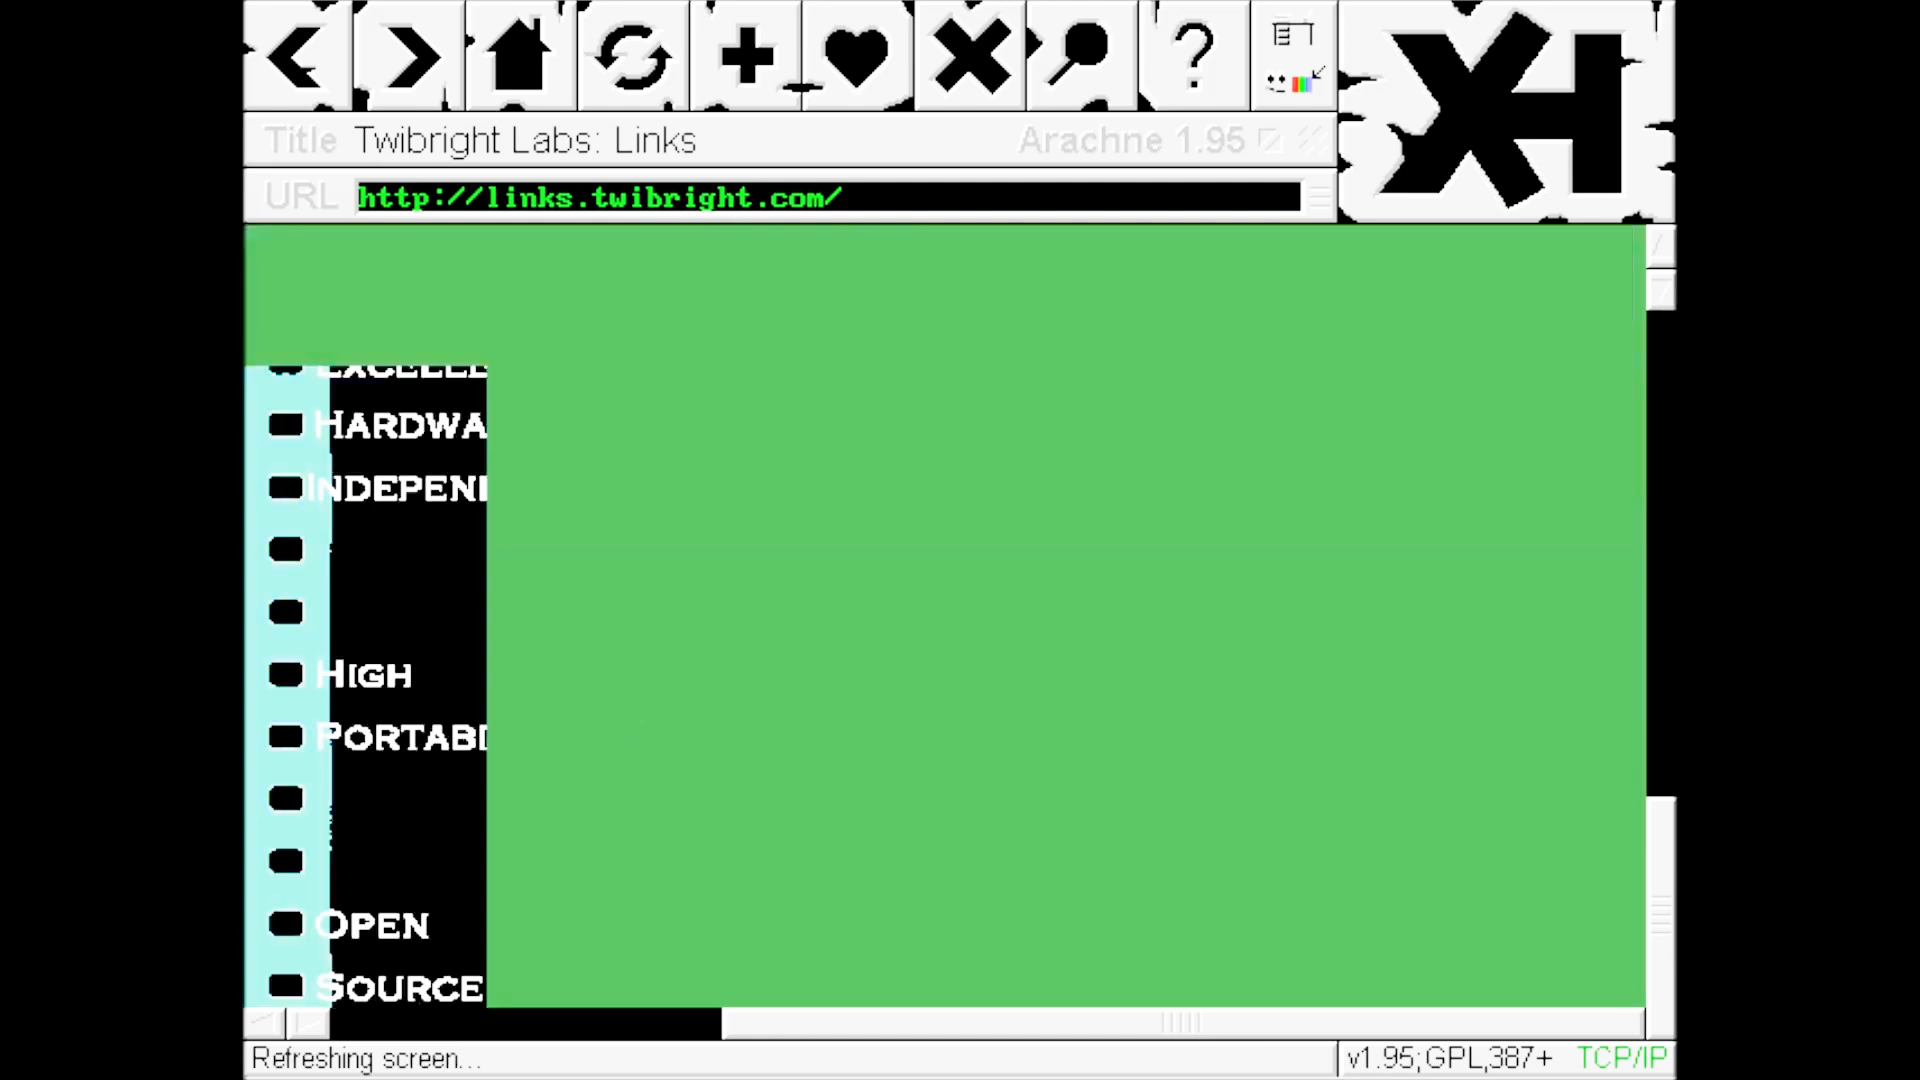 Title Twibright Labs: Links Arachne 1.95
URL http://links.twibright.com/
HARDWA
INDEPEN
HIGH
PORTABI
OPEN
SOURCE
Refreshing screen... v1.95;GPL,387+ TCP/IP